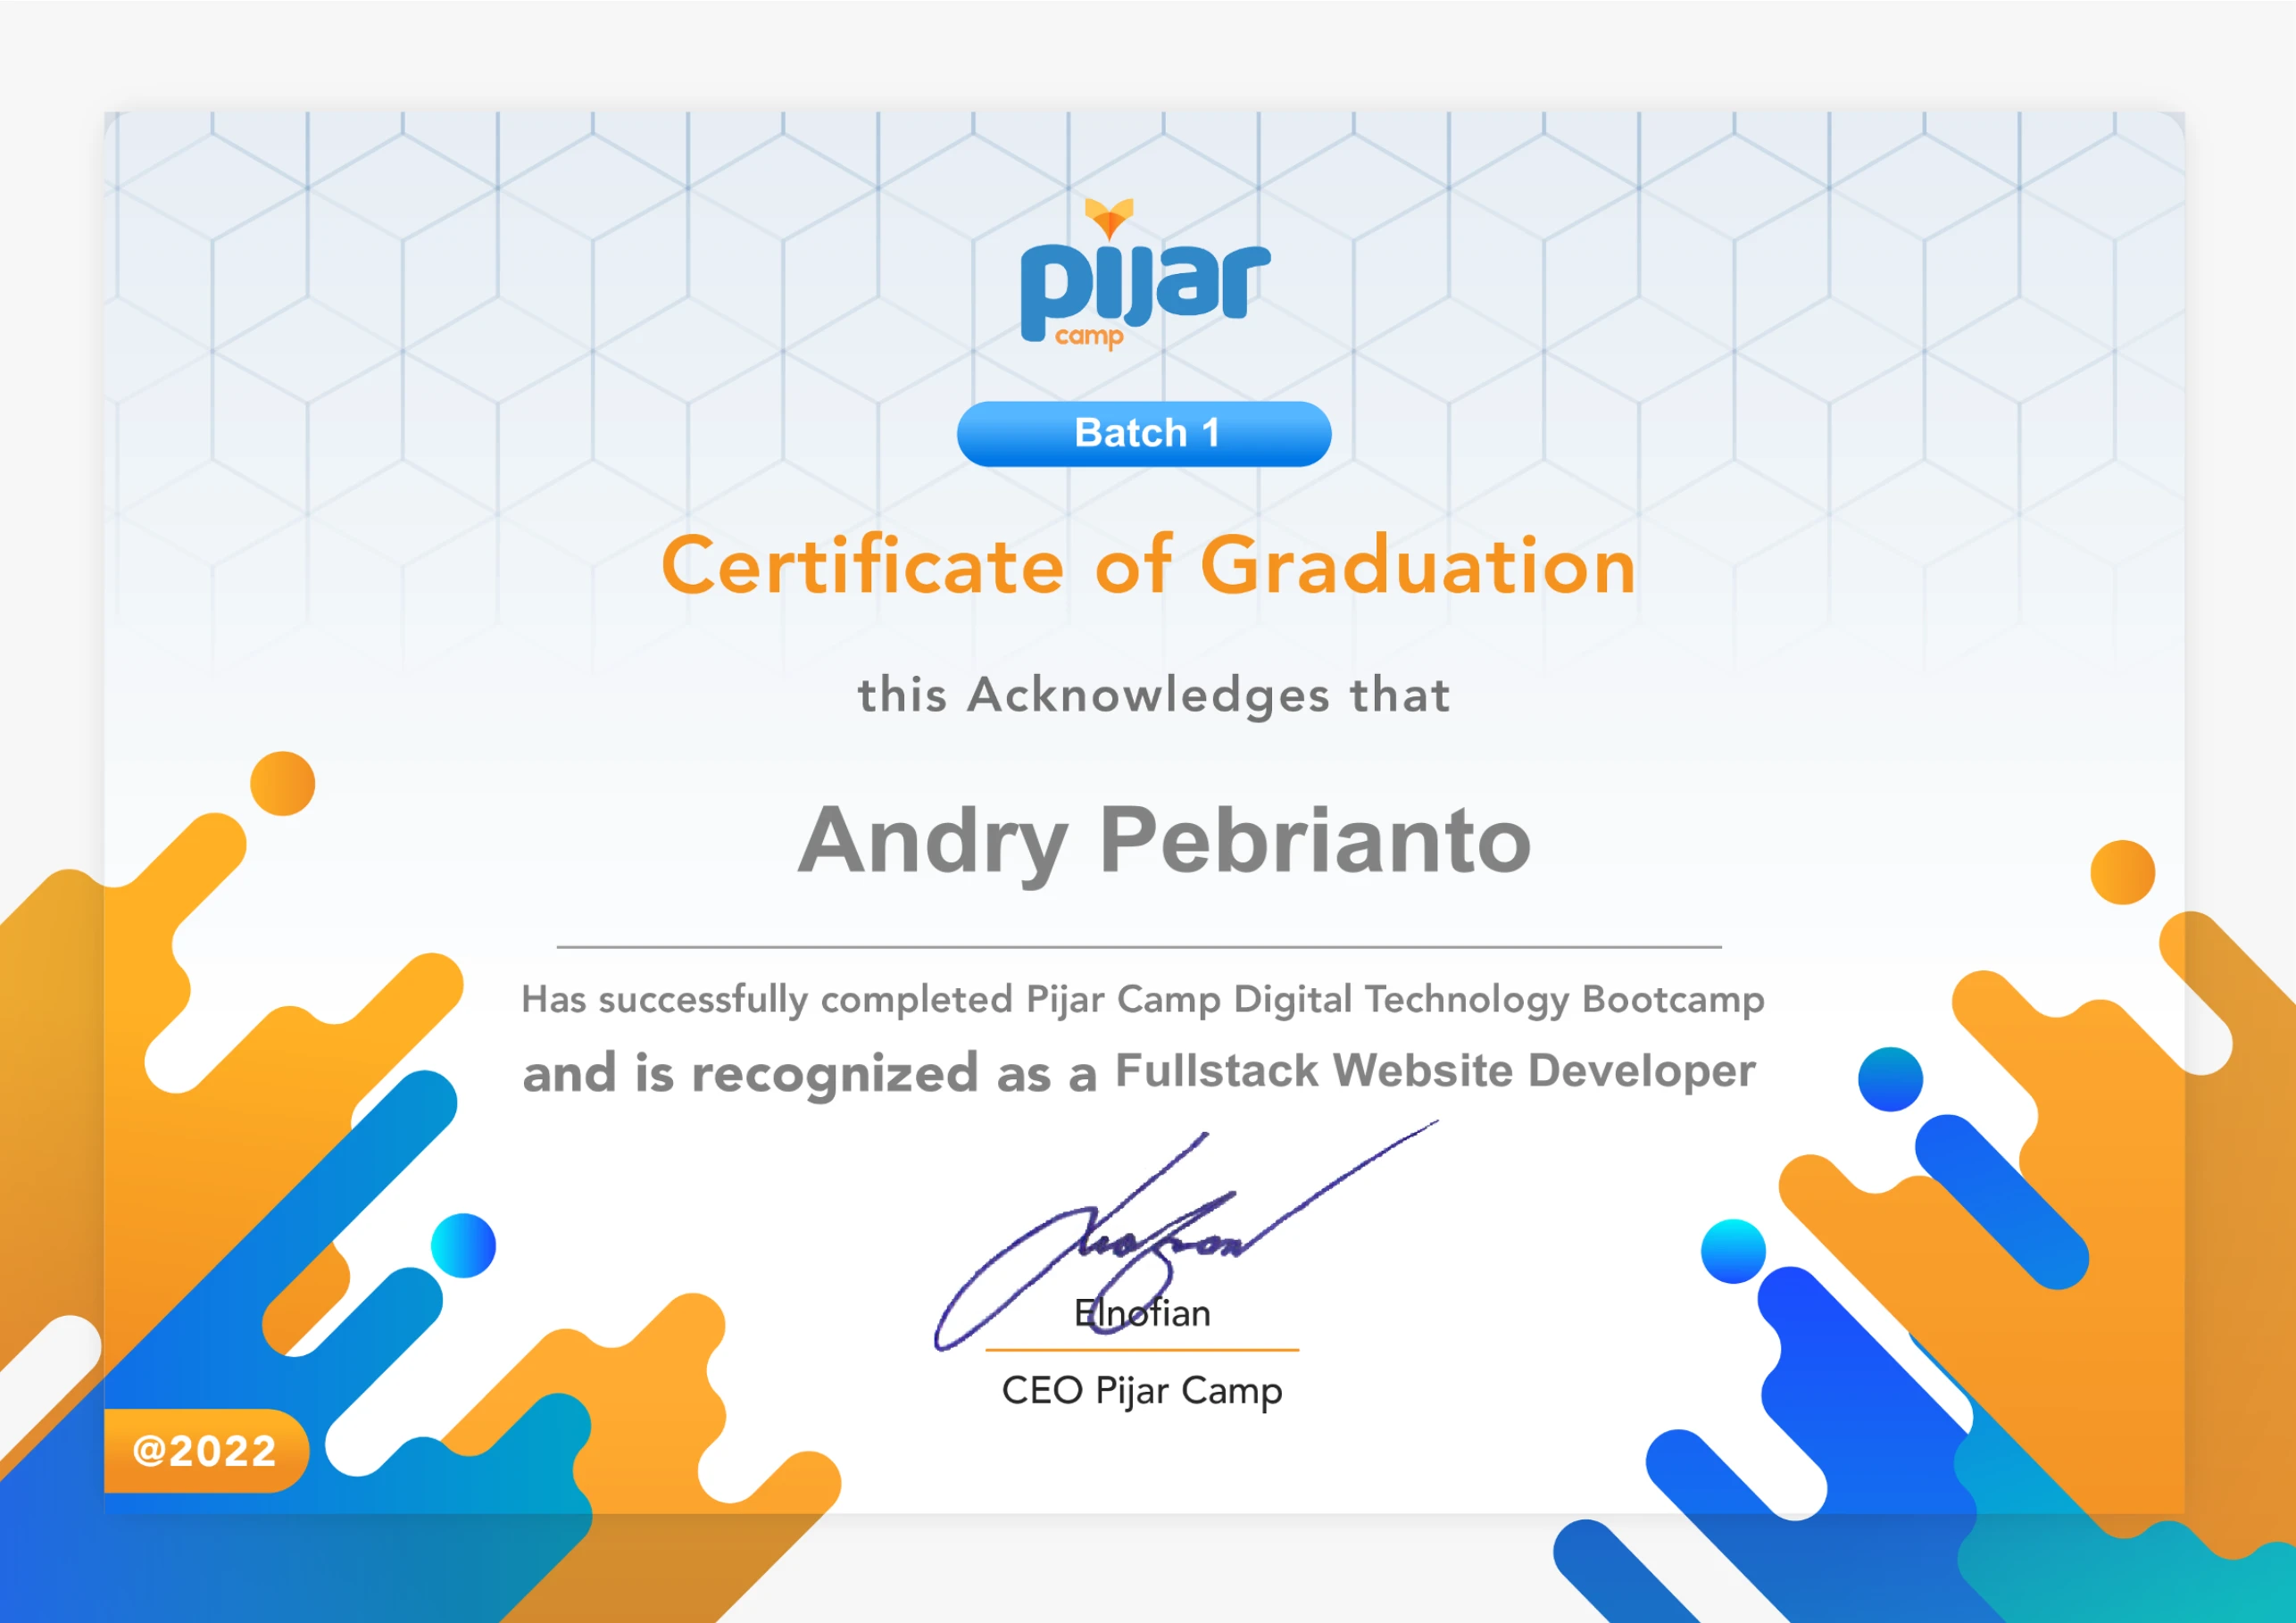 pijar
camp
Batch 1
Certificate of Graduation
this Acknowledges that
Andry Pebrianto
Has successfully completed Pijar Camp Digital Technology Bootcamp
and is recognized as a Fullstack Website Developer
Elnofian
CEO Pijar Camp
@2022